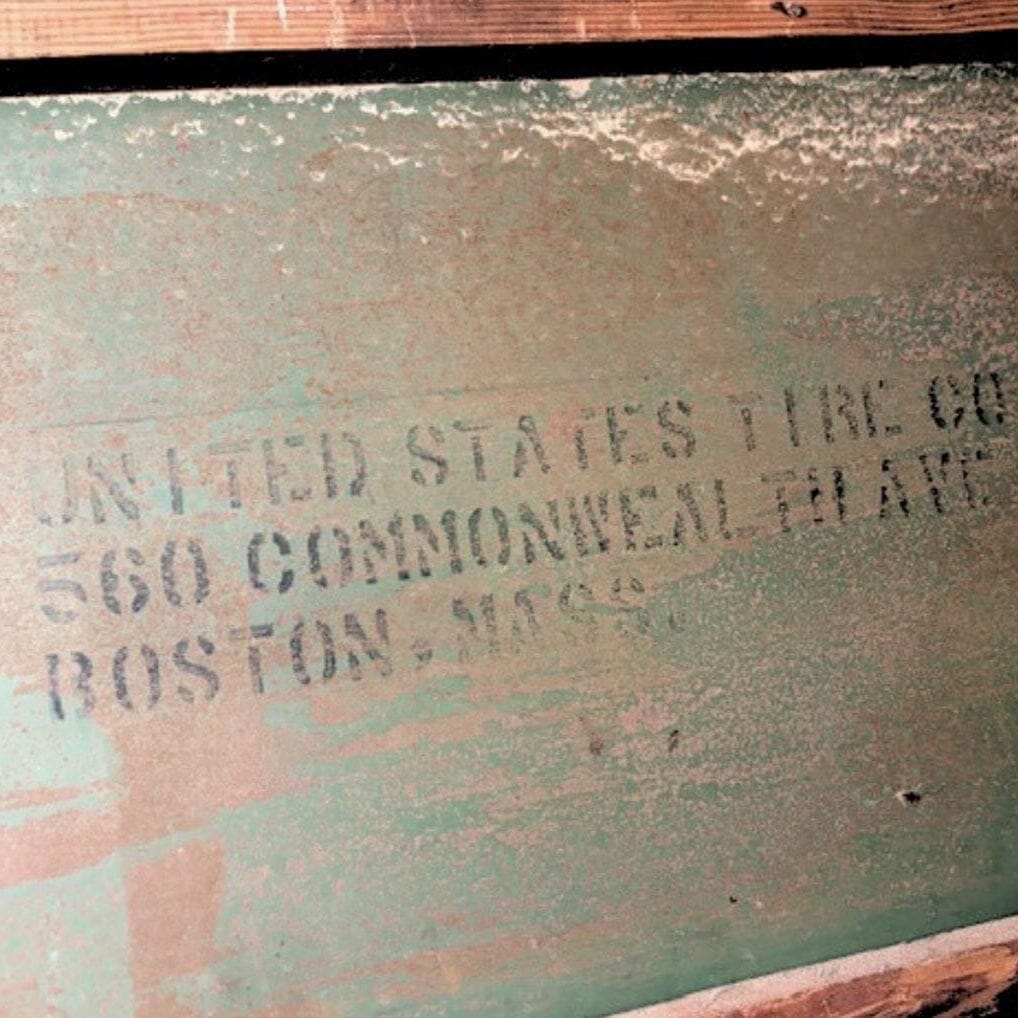 UNITED STATES TIRE CO
560 COMMONWEALTH AVE
BOSTON, MASS.